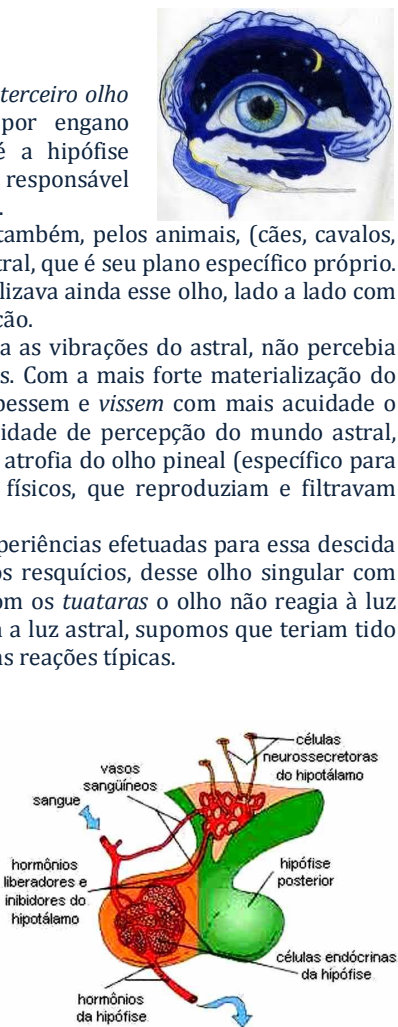 terceiro olho
por engano
é a hipófise
responsável
.
também, pelos animais, (cães, cavalos,
tral, que é seu plano específico próprio.
lizava ainda esse olho, lado a lado com
ção.
a as vibrações do astral, não percebia
s. Com a mais forte materialização do
bessem e vissem com mais acuidade o
idade de percepção do mundo astral,
atrofia do olho pineal (específico para
físicos, que reproduziam e filtravam
periências efetuadas para essa descida
os resquícios, desse olho singular com
om os tuataras o olho não reagia à luz
a luz astral, supomos que teriam tido
as reações típicas.
células
neurossecretoras
do hipotálamo
vasos
sangüíneos
sangue
hormônios
liberadores e
inibidores do
hipotálamo
hipófise
posterior
células endócrinas
da hipófise
hormônios
da hipófise